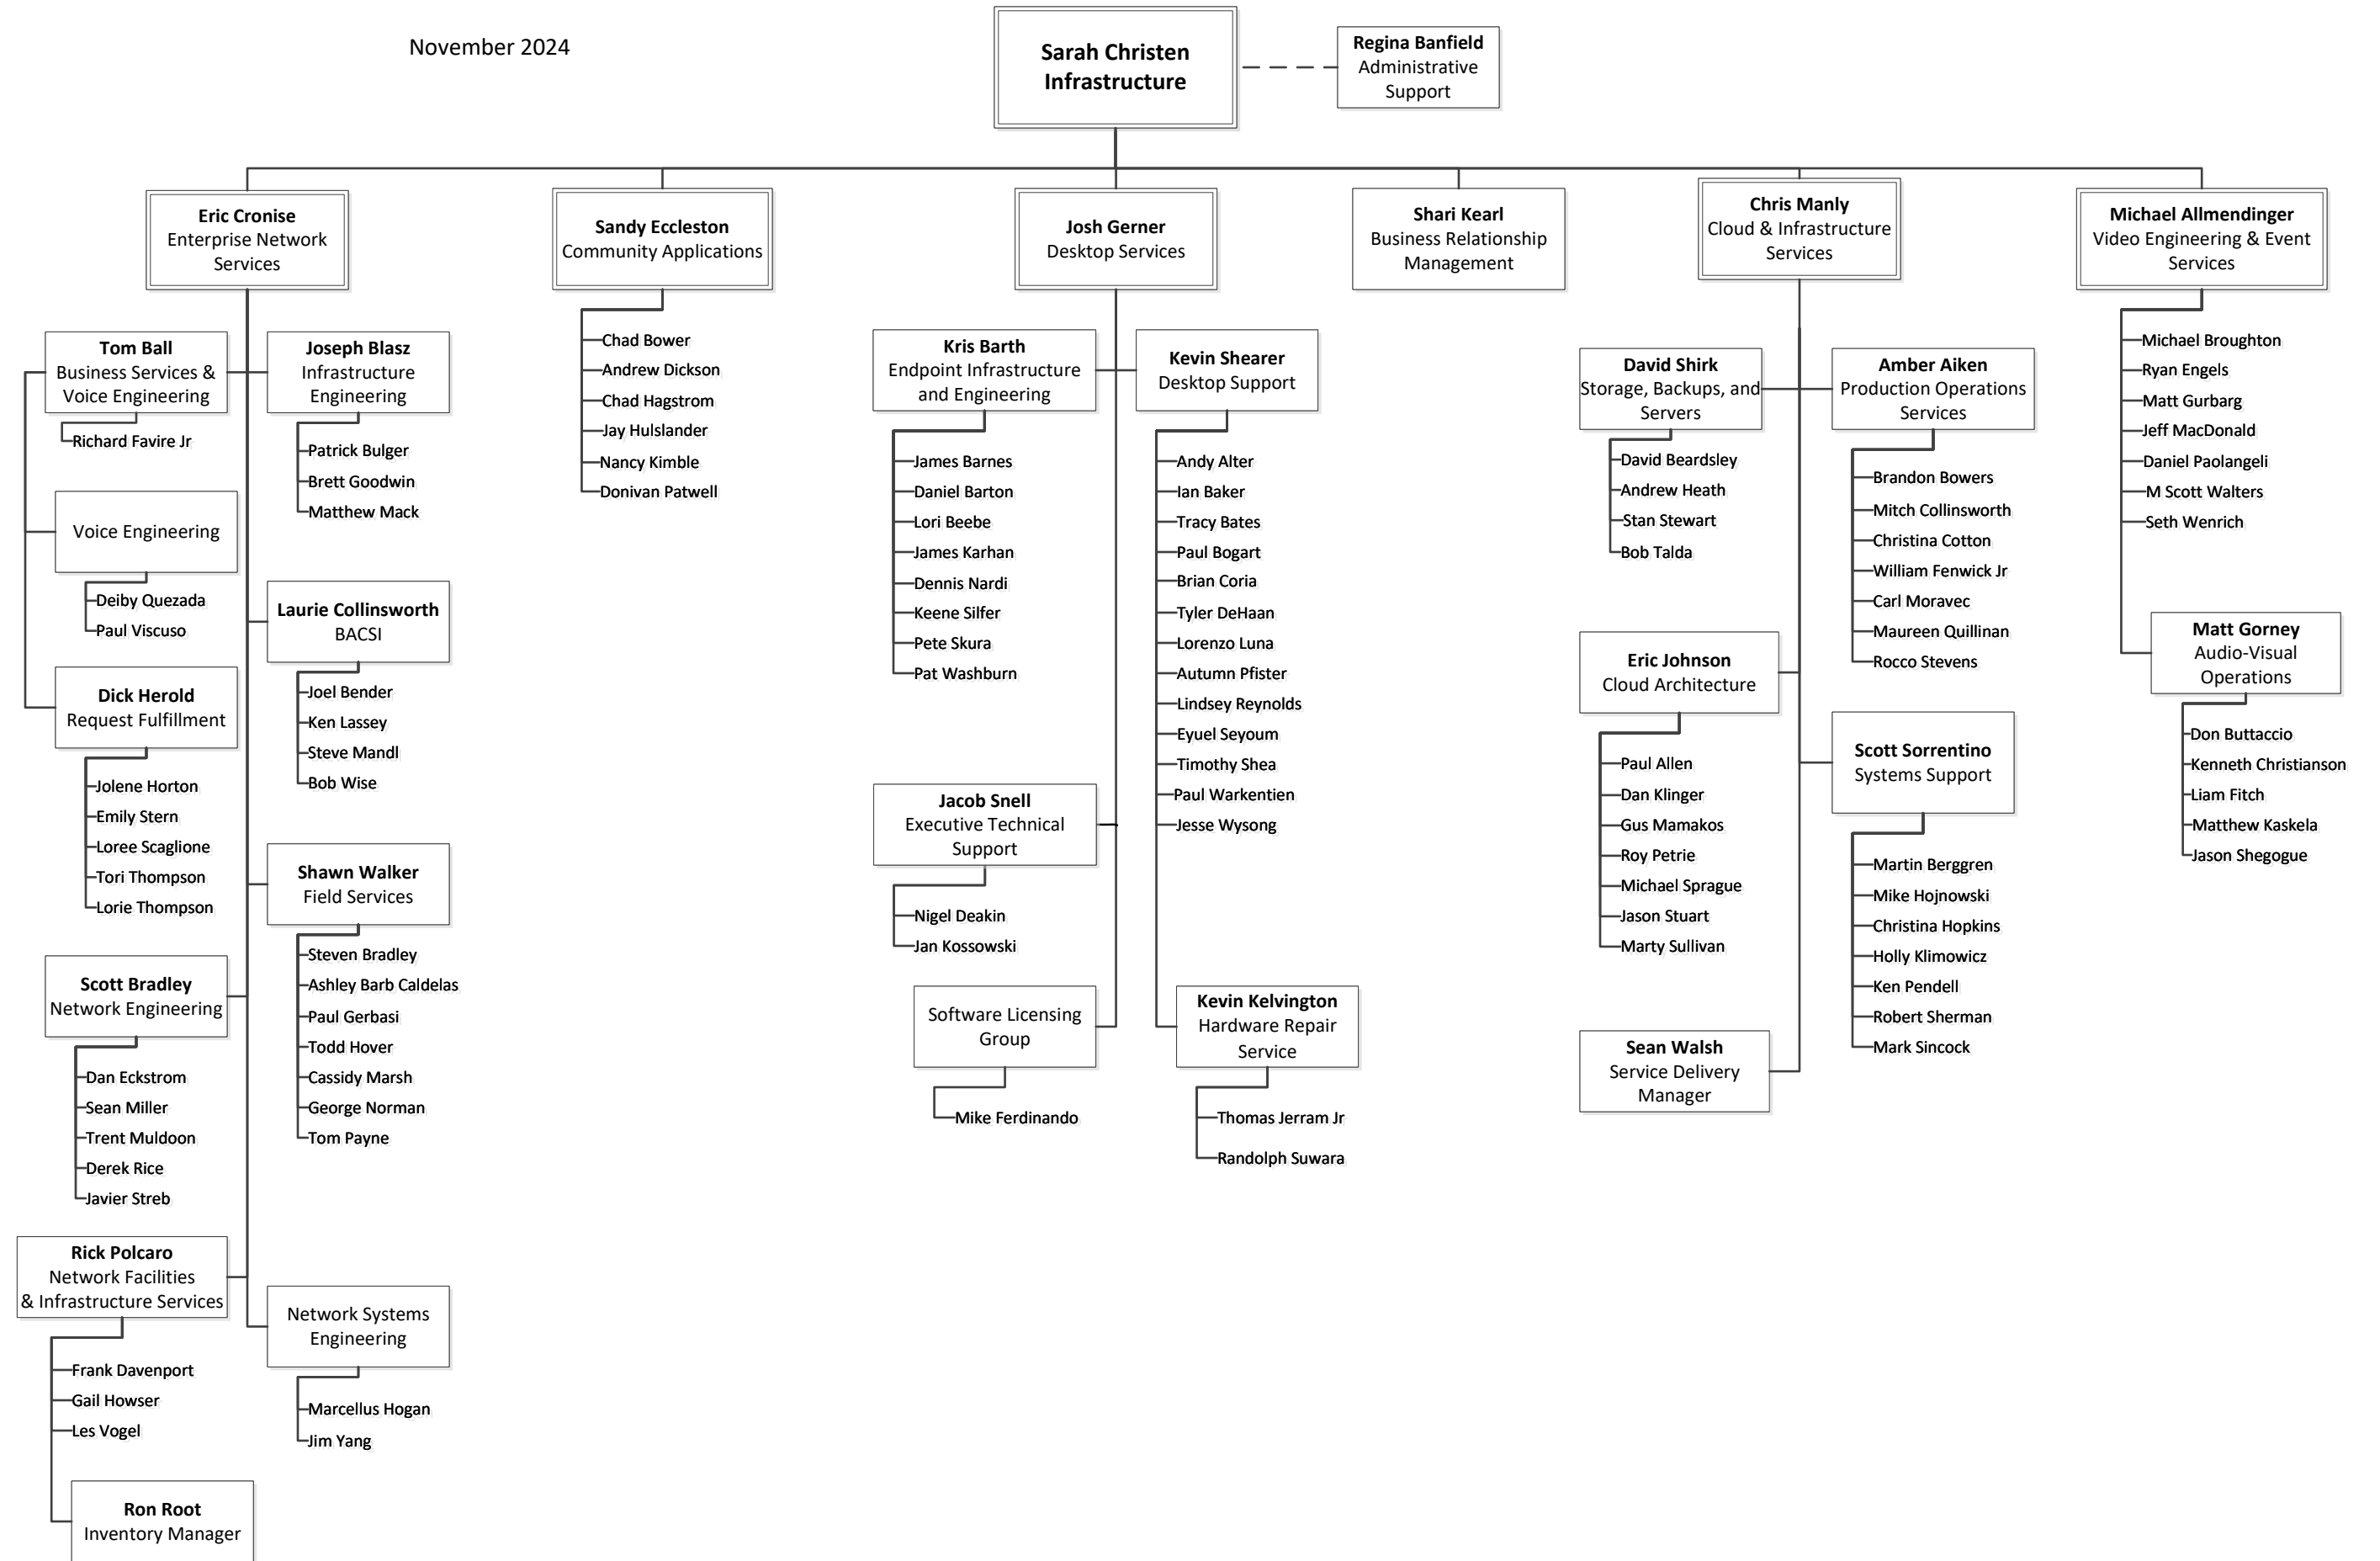 November 2024
Sarah Christen
Infrastructure
Regina Banfield
Administrative
Support
Eric Cronise
Enterprise Network
Services
Tom Ball
Business Services &
Voice Engineering
Richard Favire Jr
Voice Engineering
Deiby Quezada
Paul Viscuso
Dick Herold
Request Fulfillment
Jolene Horton
Emily Stern
Loree Scaglione
Tori Thompson
Lorie Thompson
Scott Bradley
Network Engineering
Dan Eckstrom
Sean Miller
Trent Muldoon
Derek Rice
Javier Streb
Rick Polcaro
Network Facilities
& Infrastructure Services
Frank Davenport
Gail Howser
Les Vogel
Ron Root
Inventory Manager
Joseph Blasz
Infrastructure
Engineering
Patrick Bulger
Brett Goodwin
Matthew Mack
Laurie Collinsworth
BACSI
Joel Bender
Ken Lassey
Steve Mandl
Bob Wise
Shawn Walker
Field Services
Steven Bradley
Ashley Barb Caldelas
Paul Gerbasi
Todd Hover
Cassidy Marsh
George Norman
Tom Payne
Network Systems
Engineering
Marcellus Hogan
Jim Yang
Sandy Eccleston
Community Applications
Chad Bower
Andrew Dickson
Chad Hagstrom
Jay Hulslander
Nancy Kimble
Donivan Patwell
Josh Gerner
Desktop Services
Kris Barth
Endpoint Infrastructure
and Engineering
James Barnes
Daniel Barton
Lori Beebe
James Karhan
Dennis Nardi
Keene Silfer
Pete Skura
Pat Washburn
Jacob Snell
Executive Technical
Support
Nigel Deakin
Jan Kossowski
Software Licensing
Group
Mike Ferdinando
Kevin Shearer
Desktop Support
Andy Alter
Ian Baker
Tracy Bates
Paul Bogart
Brian Coria
Tyler DeHaan
Lorenzo Luna
Autumn Pfister
Lindsey Reynolds
Eyuel Seyoum
Timothy Shea
Paul Warkentien
Jesse Wysong
Kevin Kelvington
Hardware Repair
Service
Thomas Jerram Jr
Randolph Suwara
Shari Kearl
Business Relationship
Management
Chris Manly
Cloud & Infrastructure
Services
David Shirk
Storage, Backups, and
Servers
David Beardsley
Andrew Heath
Stan Stewart
Bob Talda
Eric Johnson
Cloud Architecture
Paul Allen
Dan Klinger
Gus Mamakos
Roy Petrie
Michael Sprague
Jason Stuart
Marty Sullivan
Sean Walsh
Service Delivery
Manager
Amber Aiken
Production Operations
Services
Brandon Bowers
Mitch Collinsworth
Christina Cotton
William Fenwick Jr
Carl Moravec
Maureen Quillinan
Rocco Stevens
Scott Sorrentino
Systems Support
Martin Berggren
Mike Hojnowski
Christina Hopkins
Holly Klimowicz
Ken Pendell
Robert Sherman
Mark Sincock
Michael Allmendinger
Video Engineering & Event
Services
Michael Broughton
Ryan Engels
Matt Gurbarg
Jeff MacDonald
Daniel Paolangeli
M Scott Walters
Seth Wenrich
Matt Gorney
Audio-Visual
Operations
Don Buttaccio
Kenneth Christianson
Liam Fitch
Matthew Kaskela
Jason Shegogue